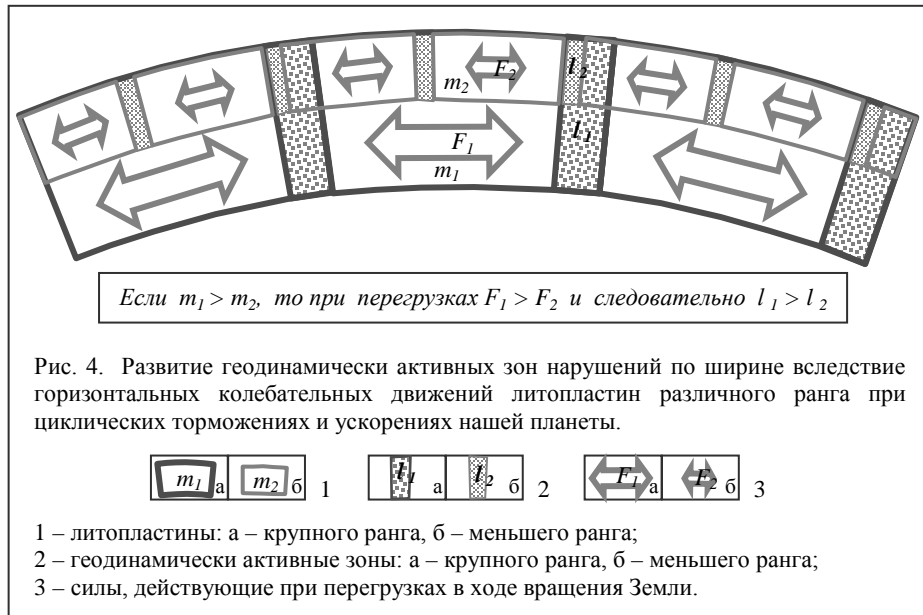 F₂ l₂
m₂
F₁ l₁
m₁
Если m₁ > m₂, то при перегрузках F₁ > F₂ и следовательно l₁ > l₂
Рис. 4. Развитие геодинамически активных зон нарушений по ширине вследствие
горизонтальных колебательных движений литопластин различного ранга при
циклических торможениях и ускорениях нашей планеты.
m₁ а m₂ б 1 l₁ а l₂ б 2 F₁ а F₂ б 3
1 – литопластины: а – крупного ранга, б – меньшего ранга;
2 – геодинамически активные зоны: а – крупного ранга, б – меньшего ранга;
3 – силы, действующие при перегрузках в ходе вращения Земли.